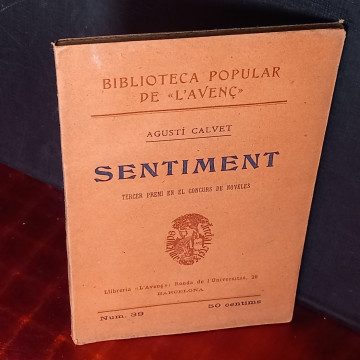 BIBLIOTECA POPULAR
DE «L'AVENÇ»
AGUSTÍ CALVET
SENTIMENT
TERCER PREMI EN EL CONCURS DE NOVELES
Llibreria «L'Avenç»: Ronda de l'Universitat, 20
BARCELONA
Num. 39
50 centims